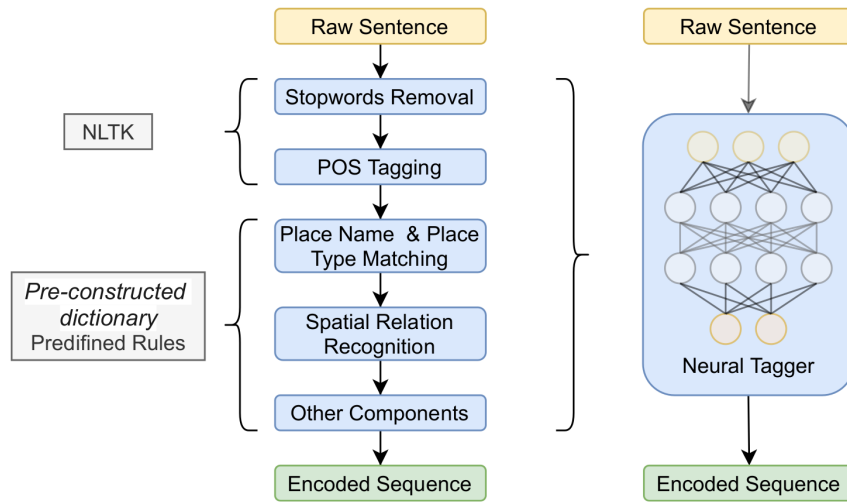 Raw Sentence
Stopwords Removal
NLTK
POS Tagging
Place Name & Place
Type Matching
Pre-constructed
dictionary
Predifined Rules
Spatial Relation
Recognition
Other Components
Encoded Sequence
Raw Sentence
Neural Tagger
Encoded Sequence